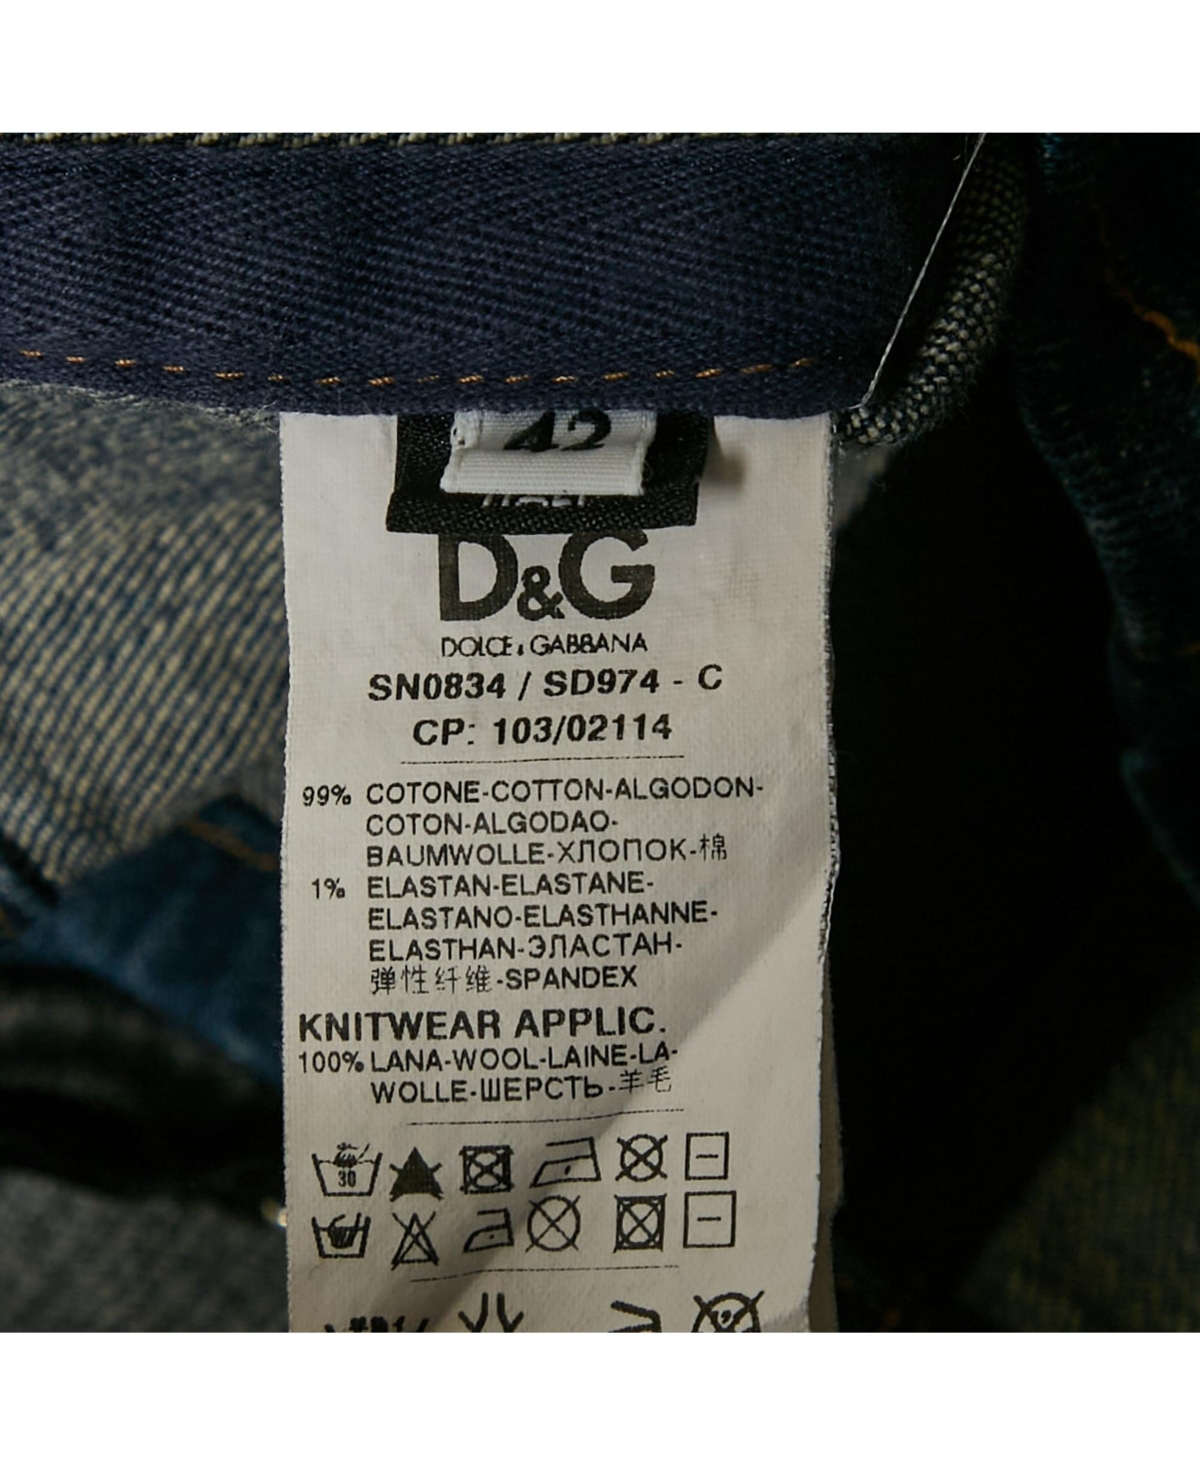 42
D&G
DOLCE & GABBANA
SN0834 / SD974 - C
CP: 103/02114
99% COTONE-COTTON-ALGODON-
COTON-ALGODAO-
BAUMWOLLE-ХЛОПОК-棉
1% ELASTAN-ELASTANE-
ELASTANO-ELASTHANNE-
ELASTHAN-ЭЛАСТАН-
弹性纤维-SPANDEX
KNITWEAR APPLIC.
100% LANA-WOOL-LAINE-LA-
WOLLE-ШЕРСТЬ-羊毛
30